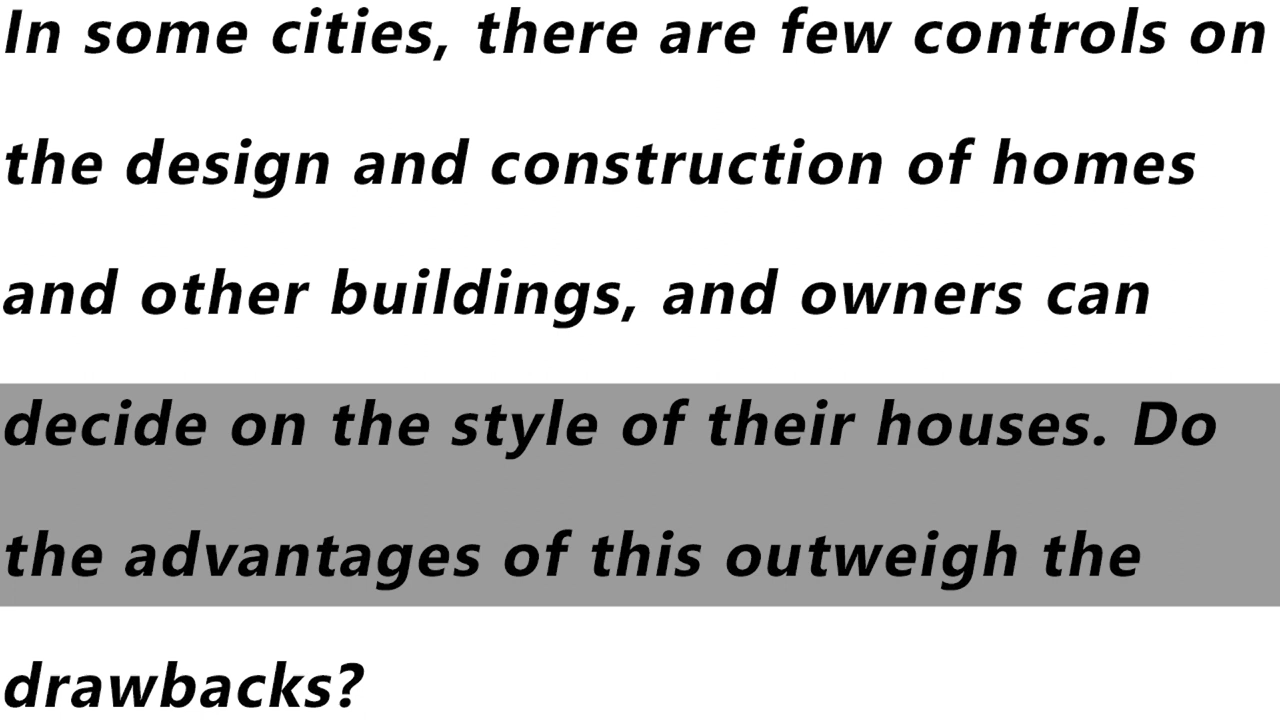 In some cities, there are few controls on
the design and construction of homes
and other buildings, and owners can
decide on the style of their houses. Do
the advantages of this outweigh the
drawbacks?